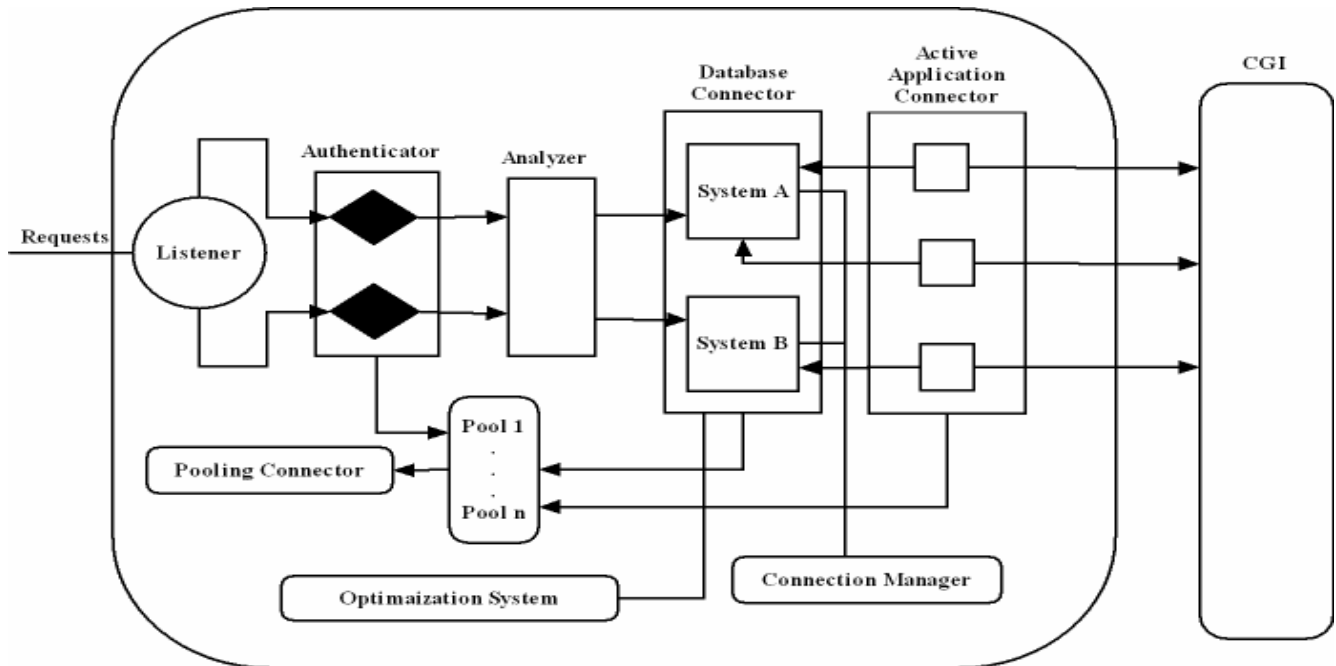 Active
Application
Connector
CGI
Database
Connector
Authenticator
Analyzer
System A
Requests
Listener
System B
Pool 1
.
.
.
Pool n
Pooling Connector
Connection Manager
Optimaization System